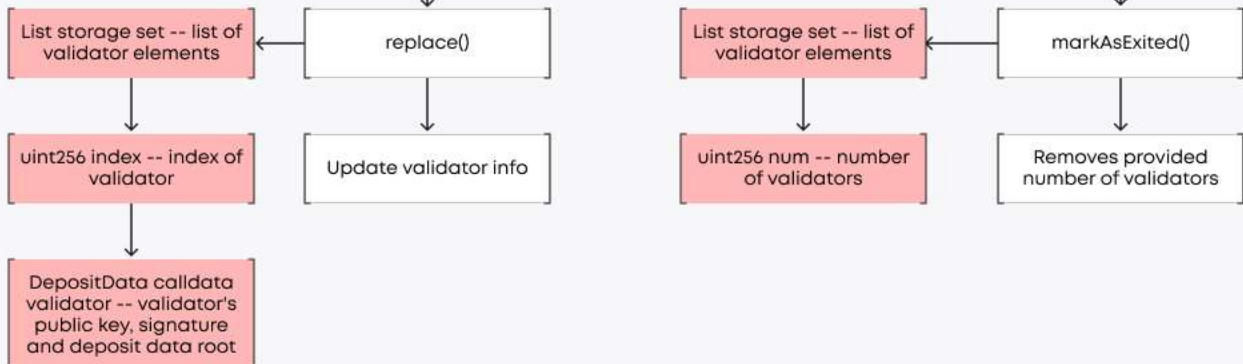 List storage set -- list of
validator elements
replace()
uint256 index -- index of
validator
Update validator info
DepositData calldata
validator -- validator's
public key, signature
and deposit data root
List storage set -- list of
validator elements
markAsExited()
uint256 num -- number
of validators
Removes provided
number of validators